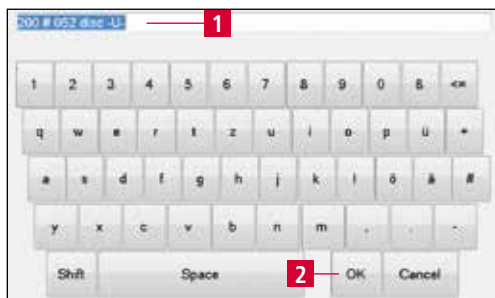 200 # 052 disc -U-
1
1 2 3 4 5 6 7 8 9 0 ß <=
q w e r t z u i o p ü +
a s d f g h j k l ö ä #
y x c v b n m , . -
Shift Space 2 OK Cancel